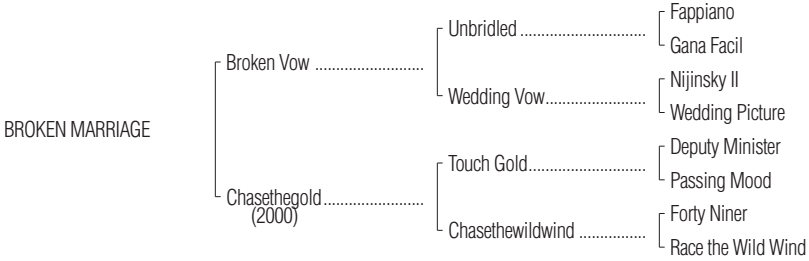 Fappiano
Unbridled ..............................
Gana Facil
Broken Vow ..........................
Nijinsky II
Wedding Vow........................
Wedding Picture
BROKEN MARRIAGE
Deputy Minister
Touch Gold............................
Passing Mood
Chasethegold........................
(2000)
Forty Niner
Chasethewildwind ................
Race the Wild Wind